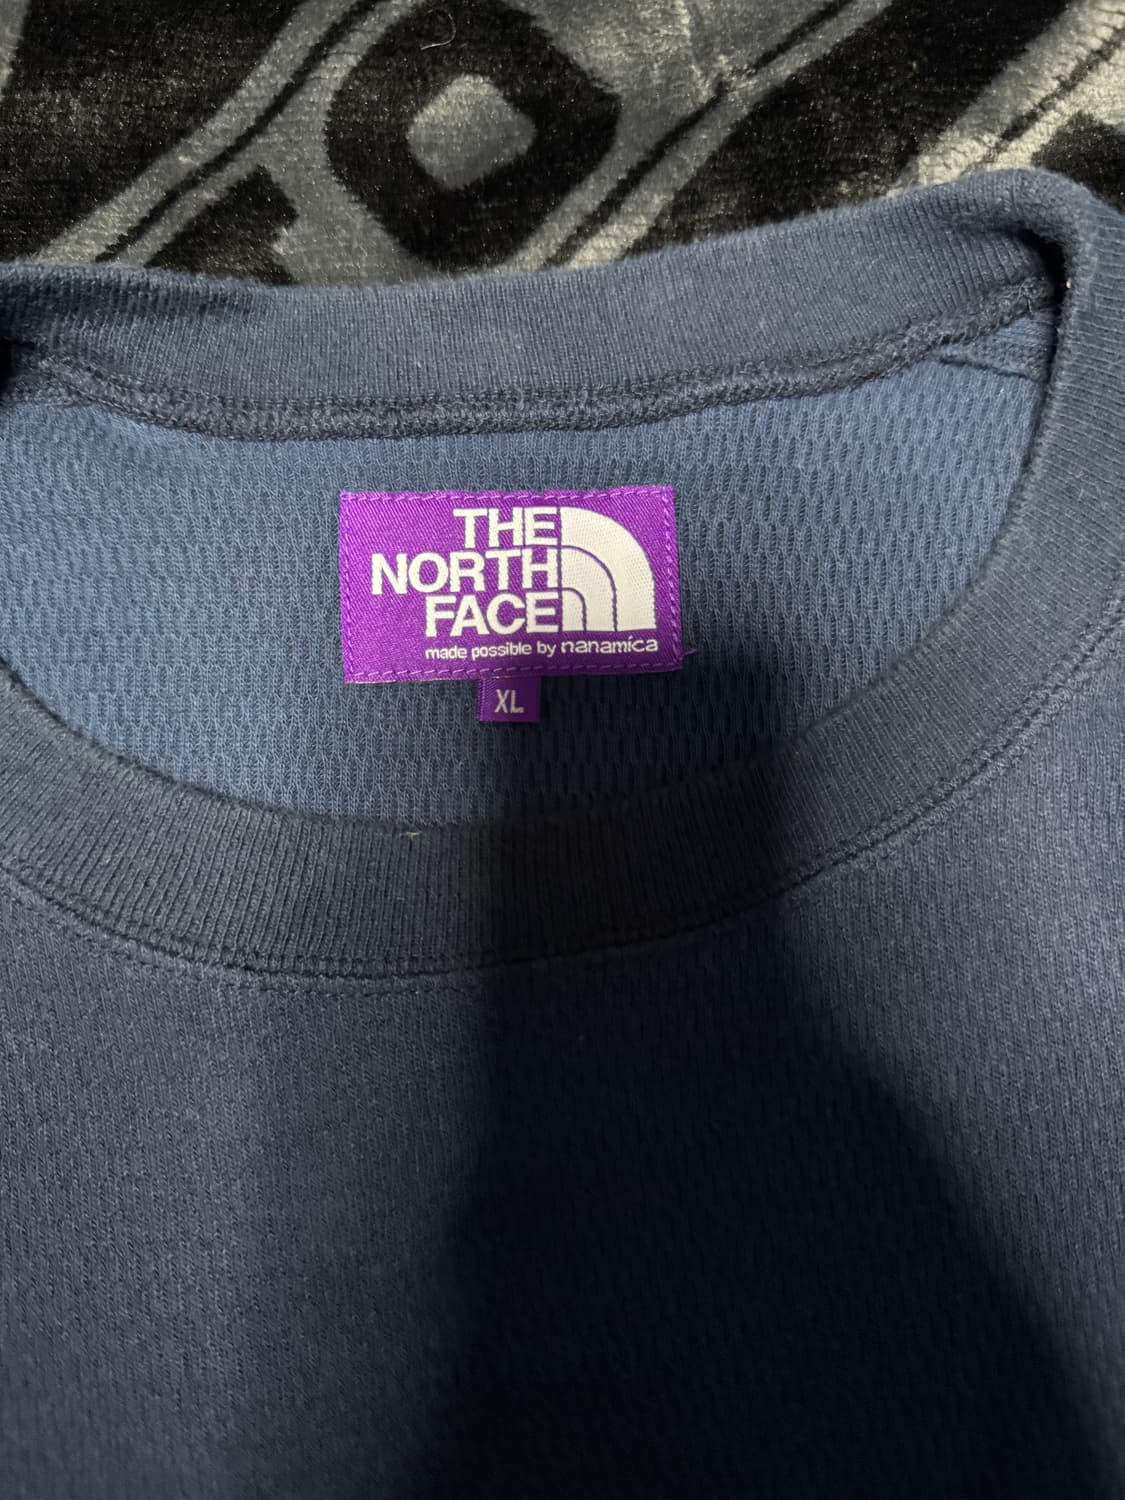 THE
NORTH
FACE
made possible by nanamica
XL